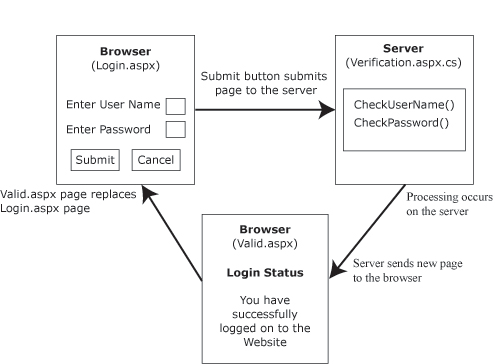 Browser
(Login.aspx)
Enter User Name
Enter Password
Submit
Cancel
Submit button submits
page to the server
Server
(Verification.aspx.cs)
CheckUserName()
CheckPassword()
Processing occurs
on the server
Server sends new page
to the browser
Browser
(Valid.aspx)
Login Status
You have
successfully
logged on to the
Website
Valid.aspx page replaces
Login.aspx page